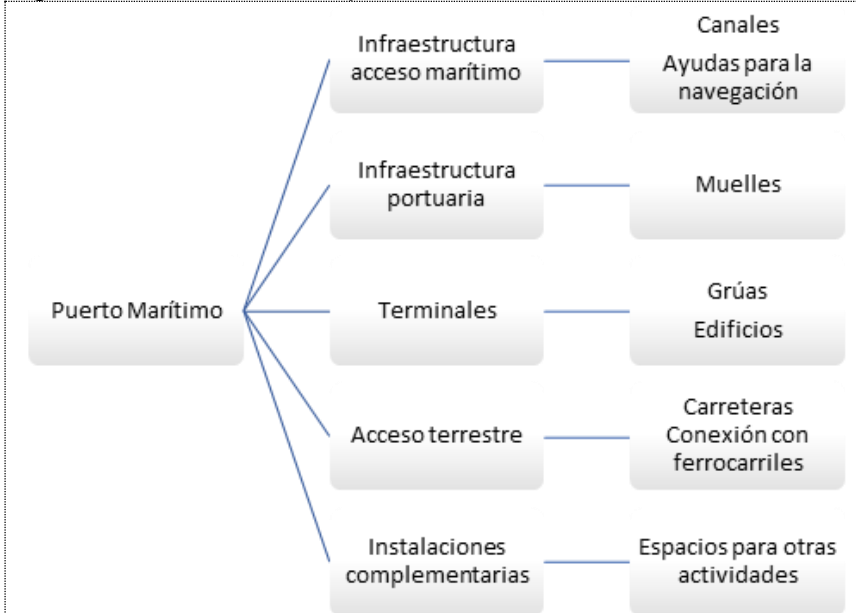 Puerto Marítimo
Infraestructura
acceso marítimo
Canales
Ayudas para la
navegación
Infraestructura
portuaria
Muelles
Terminales
Grúas
Edificios
Acceso terrestre
Carreteras
Conexión con
ferrocarriles
Instalaciones
complementarias
Espacios para otras
actividades